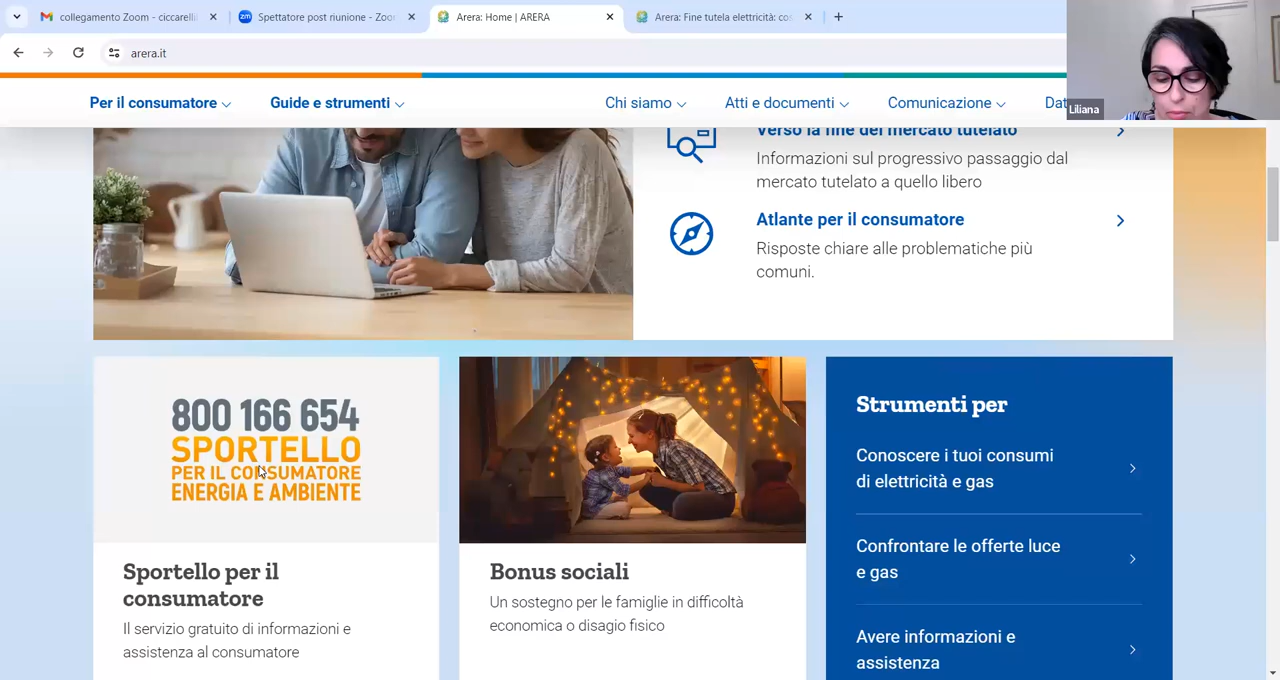 collegamento Zoom - ciccarelli
Spettatore post riunione - Zoo
Arera: Home | ARERA
Arera: Fine tutela elettricità: cos
arera.it
Per il consumatore
Guide e strumenti
Chi siamo
Atti e documenti
Comunicazione
Dat
Liliana
Verso la fine del mercato tutelato
Informazioni sul progressivo passaggio dal
mercato tutelato a quello libero
Atlante per il consumatore
Risposte chiare alle problematiche più
comuni.
800 166 654
SPORTELLO
PER IL CONSUMATORE
ENERGIA E AMBIENTE
Sportello per il
consumatore
Il servizio gratuito di informazioni e
assistenza al consumatore
Bonus sociali
Un sostegno per le famiglie in difficoltà
economica o disagio fisico
Strumenti per
Conoscere i tuoi consumi
di elettricità e gas
Confrontare le offerte luce
e gas
Avere informazioni e
assistenza